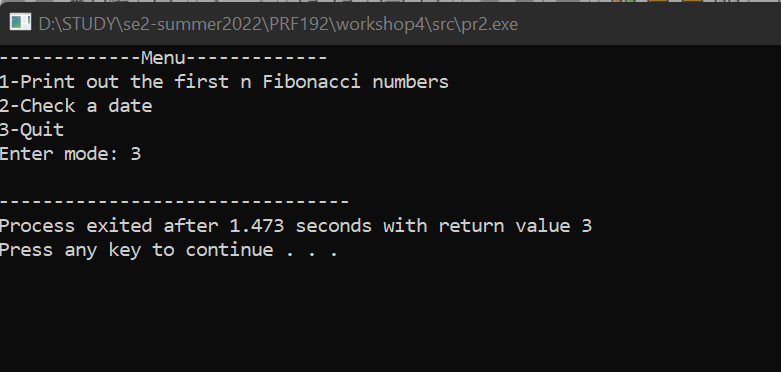 D:\STUDY\se2-summer2022\PRF192\workshop4\src\pr2.exe
-------------Menu-------------
1-Print out the first n Fibonacci numbers
2-Check a date
3-Quit
Enter mode: 3
--------------------------------
Process exited after 1.473 seconds with return value 3
Press any key to continue . . .